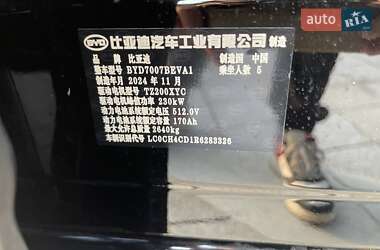 auto RIA.com
BYD 比亚迪汽车工业有限公司 制造
品 牌 比亚迪 制造国 中国
整车型号 BYD7007BEVA1 乘坐人数 5
制造年月 2024 年 11 月
驱动电机型号 TZ200XYC
驱动电机峰值功率 230kW
动力电池系统额定电压 512.0V
动力电池系统额定容量 170Ah
最大允许总质量 2640kg
车辆识别代号 LC0CH4CD1R6283326